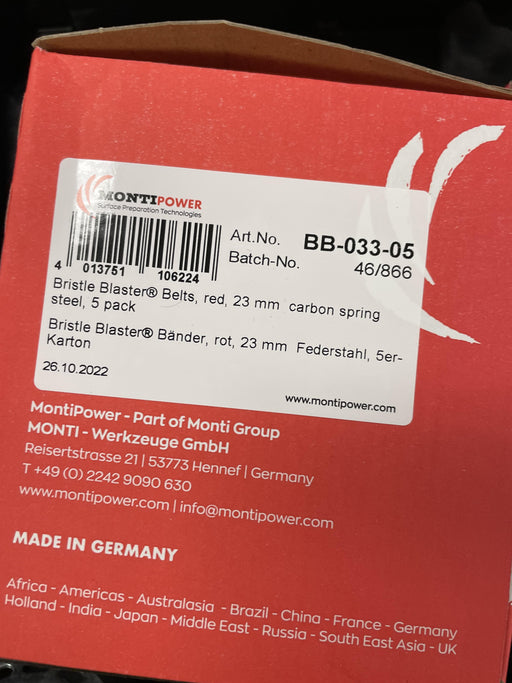 MONTIPOWER
Surface Preparation Technologies
4 013751 106224
Art.No. BB-033-05
Batch-No. 46/866
Bristle Blaster® Belts, red, 23 mm carbon spring
steel, 5 pack
Bristle Blaster® Bänder, rot, 23 mm Federstahl, 5er-
Karton
26.10.2022
www.montipower.com
MontiPower - Part of Monti Group
MONTI - Werkzeuge GmbH
Reisertstrasse 21 | 53773 Hennef | Germany
T +49 (0) 2242 9090 630
www.montipower.com | info@montipower.com
MADE IN GERMANY
Africa - Americas - Australasia - Brazil - China - France - Germany
Holland - India - Japan - Middle East - Russia - South East Asia - UK